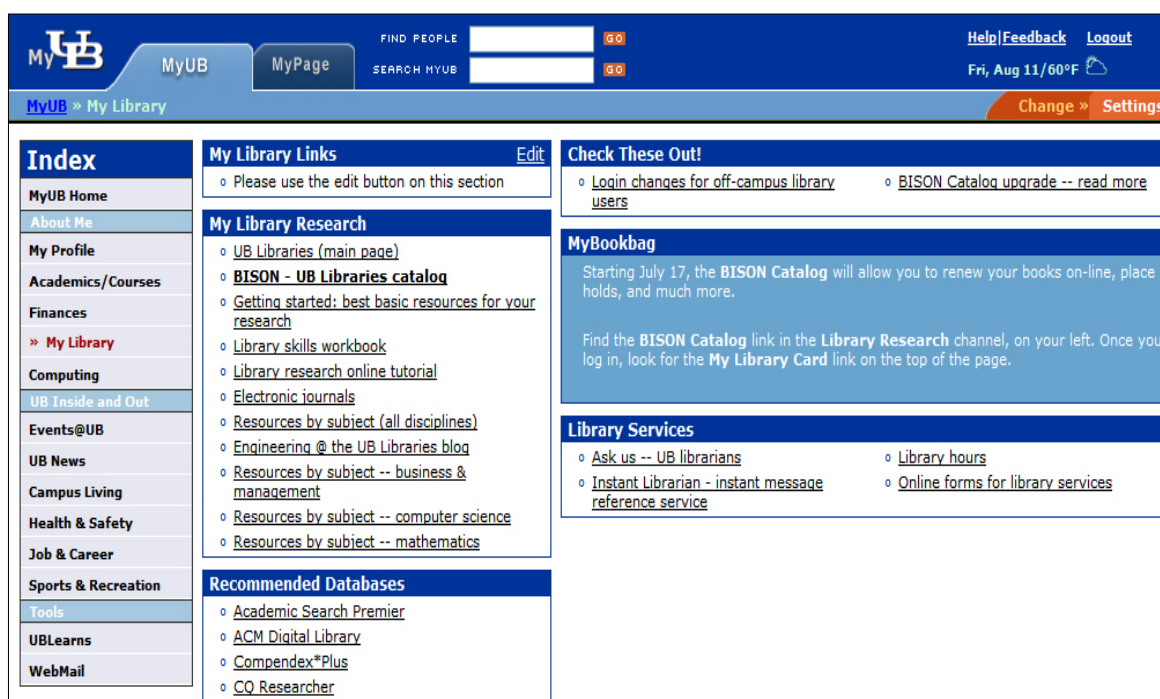 My UB
MyUB
MyPage
FIND PEOPLE
GO
SEARCH MYUB
GO
Help|Feedback Logout
Fri, Aug 11/60°F
MyUB » My Library
Change » Settings
Index
MyUB Home
About Me
My Profile
Academics/Courses
Finances
» My Library
Computing
UB Inside and Out
Events@UB
UB News
Campus Living
Health & Safety
Job & Career
Sports & Recreation
Tools
UBLearns
WebMail
My Library Links Edit
Please use the edit button on this section
My Library Research
UB Libraries (main page)
BISON - UB Libraries catalog
Getting started: best basic resources for your
research
Library skills workbook
Library research online tutorial
Electronic journals
Resources by subject (all disciplines)
Engineering @ the UB Libraries blog
Resources by subject -- business &
management
Resources by subject -- computer science
Resources by subject -- mathematics
Recommended Databases
Academic Search Premier
ACM Digital Library
Compendex*Plus
CQ Researcher
Check These Out!
Login changes for off-campus library
users
BISON Catalog upgrade -- read more
MyBookbag
Starting July 17, the BISON Catalog will allow you to renew your books on-line, place
holds, and much more.
Find the BISON Catalog link in the Library Research channel, on your left. Once you
log in, look for the My Library Card link on the top of the page.
Library Services
Ask us -- UB librarians
Instant Librarian - instant message
reference service
Library hours
Online forms for library services